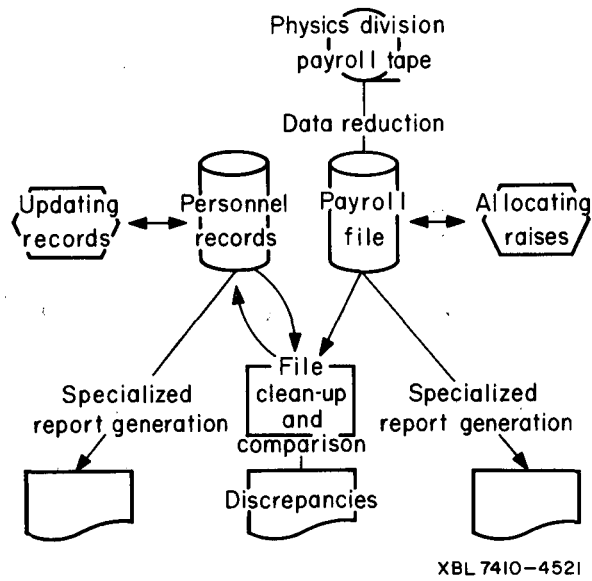 Physics division
payroll tape
Data reduction
Updating
records
Personnel
records
Payroll
file
Allocating
raises
File
clean-up
and
comparison
Specialized
report generation
Specialized
report generation
Discrepancies
XBL 7410-4521